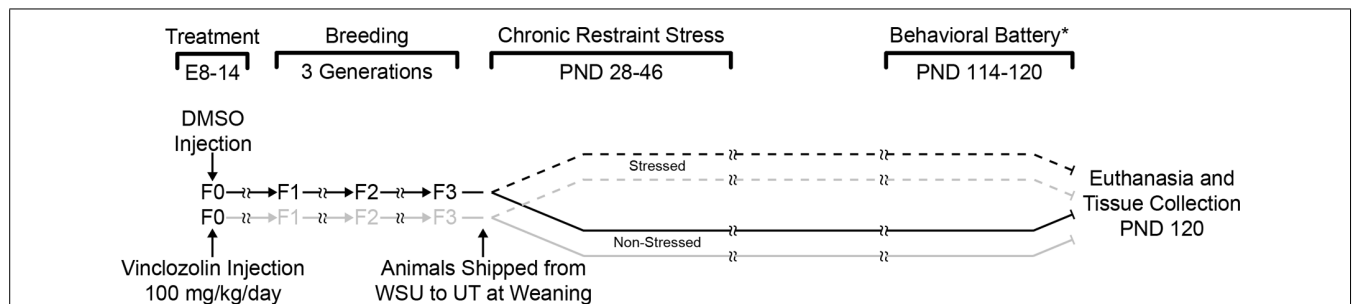 Treatment
Breeding
Chronic Restraint Stress
Behavioral Battery*
E8-14
3 Generations
PND 28-46
PND 114-120
DMSO
Injection
Stressed
F0 F1 F2 F3
F0 F1 F2 F3
Non-Stressed
Euthanasia and
Tissue Collection
PND 120
Vinclozolin Injection
100 mg/kg/day
Animals Shipped from
WSU to UT at Weaning